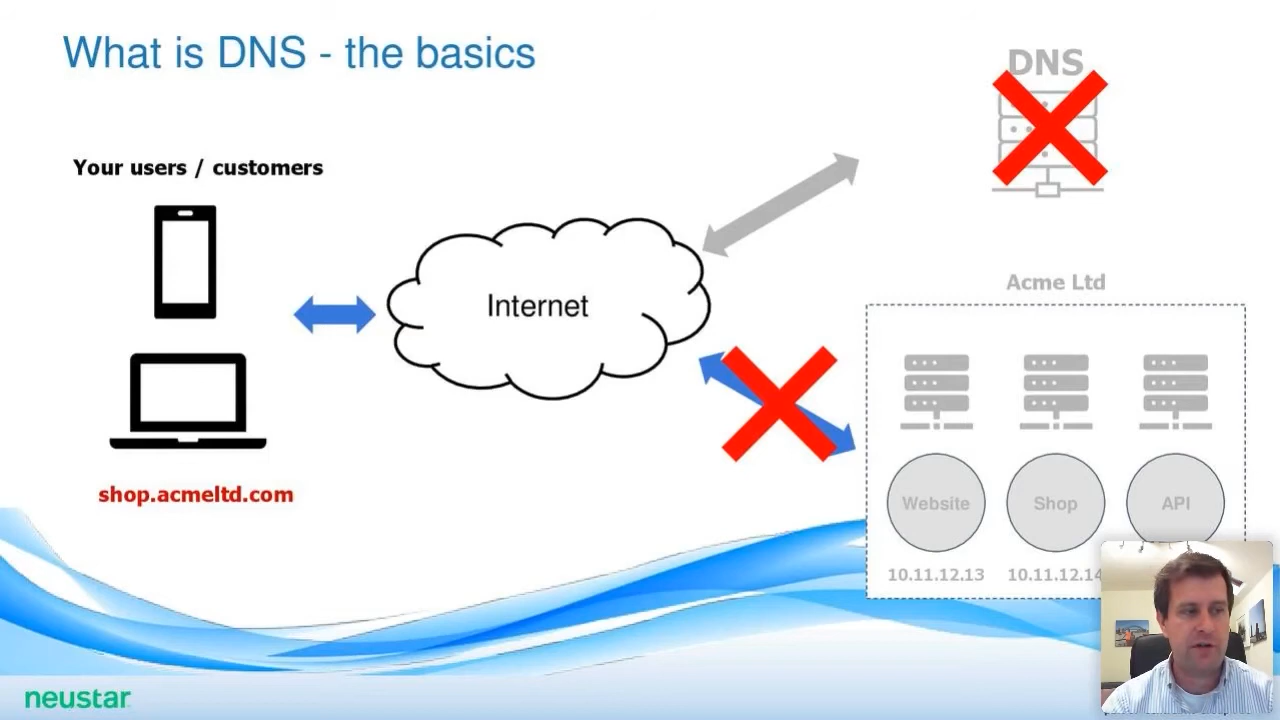 What is DNS - the basics
DNS
Your users / customers
Internet
Acme Ltd
Website
Shop
API
shop.acmeltd.com
10.11.12.13
10.11.12.14
neustar